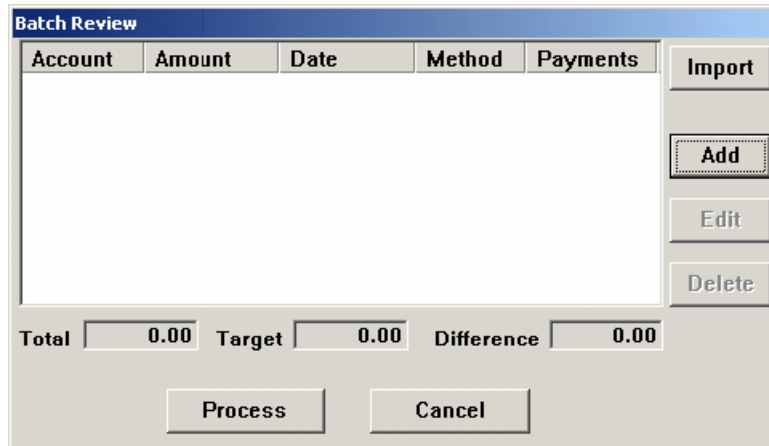 Batch Review
Account Amount Date Method Payments
Import
Add
Edit
Delete
Total 0.00 Target 0.00 Difference 0.00
Process Cancel